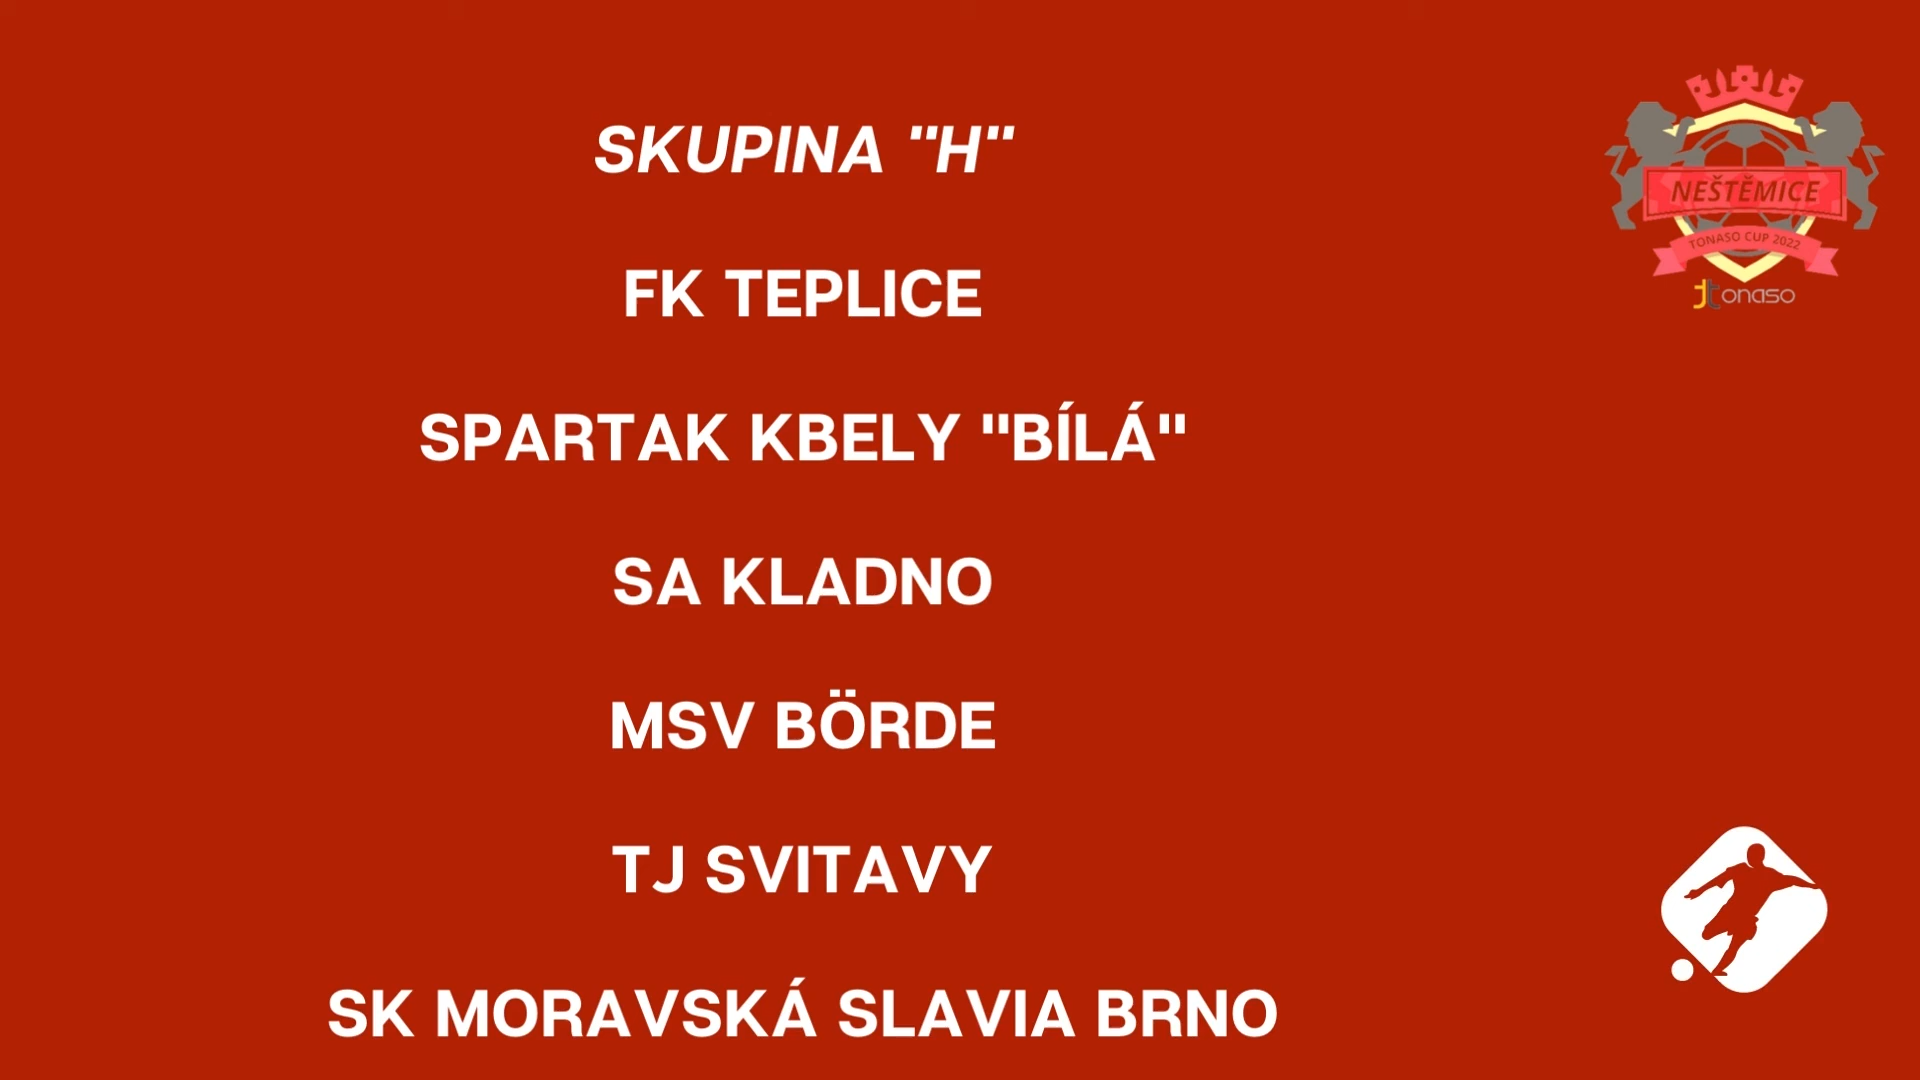 SKUPINA "H"
FK TEPLICE
SPARTAK KBELY "BÍLÁ"
SA KLADNO
MSV BÖRDE
TJ SVITAVY
SK MORAVSKÁ SLAVIA BRNO
NEŠTĚMICE
TONASO CUP 2022
tonaso